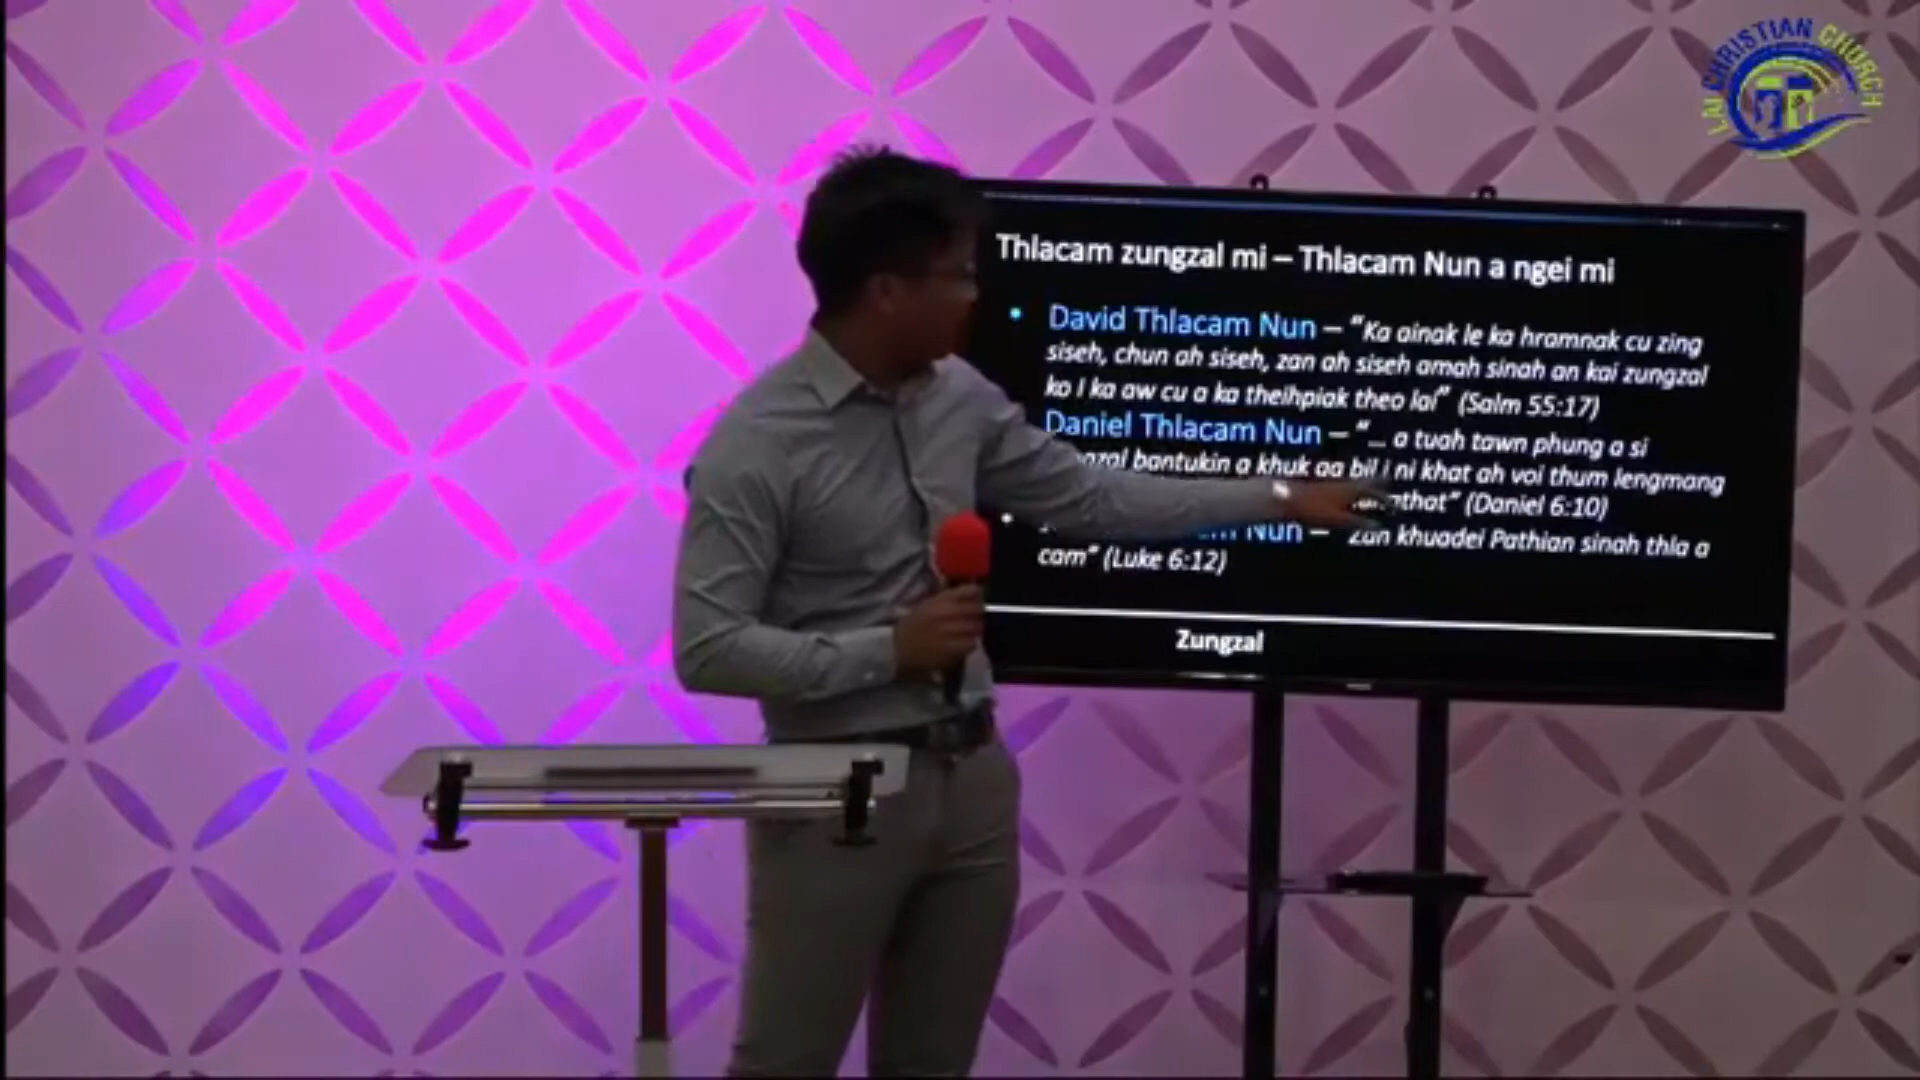 LAI CHRISTIAN CHURCH
Thlacam zungzal mi – Thlacam Nun a ngei mi
• David Thlacam Nun – "Ka ainak le ka hramnak cu zing
siseh, chun ah siseh, zan ah siseh amah sinah an kai zungzal
ko I ka aw cu a ka theihpiak theo lai" (Salm 55:17)
Daniel Thlacam Nun – "... a tuah tawn phung a si
bantukin a khuk aa bil i ni khat ah voi thum lengmang
(Daniel 6:10)
Nun – "Zan khuadei Pathian sinah thla a
cam" (Luke 6:12)
Zungzal